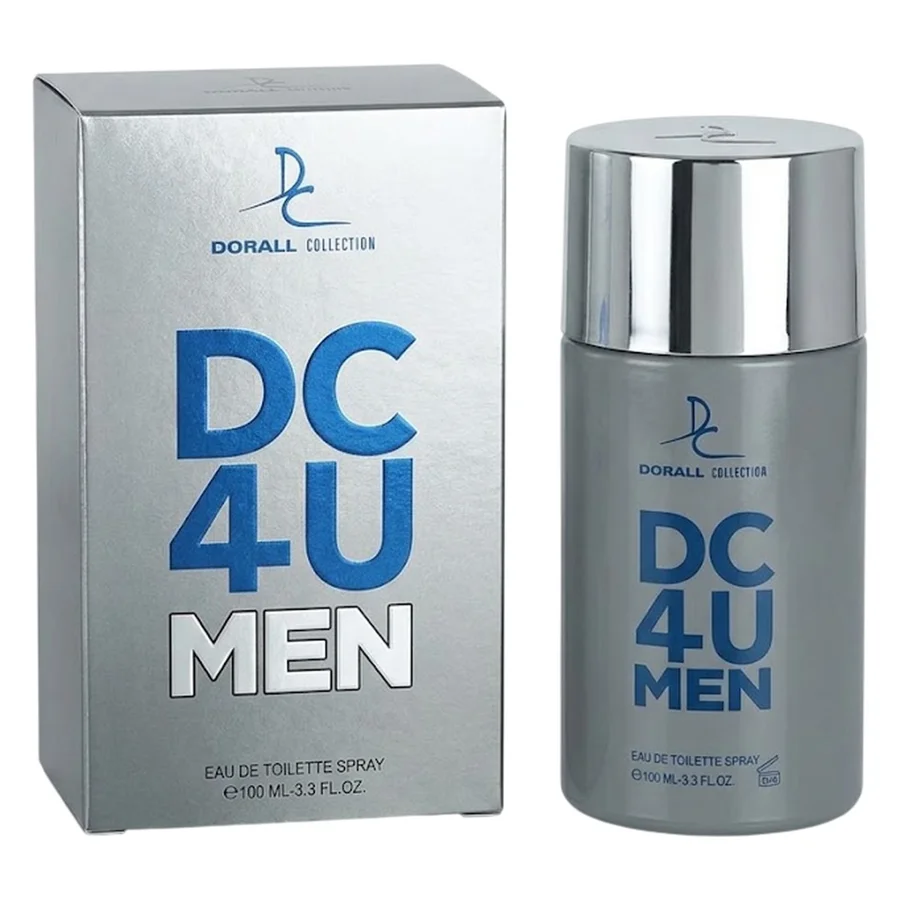 DC
DORALL COLLECTION
DC
4U
MEN
EAU DE TOILETTE SPRAY
℮100 ML-3.3 FL.OZ.
DC
DORALL COLLECTION
DC
4U
MEN
EAU DE TOILETTE SPRAY
℮100 ML-3.3 FL.OZ.